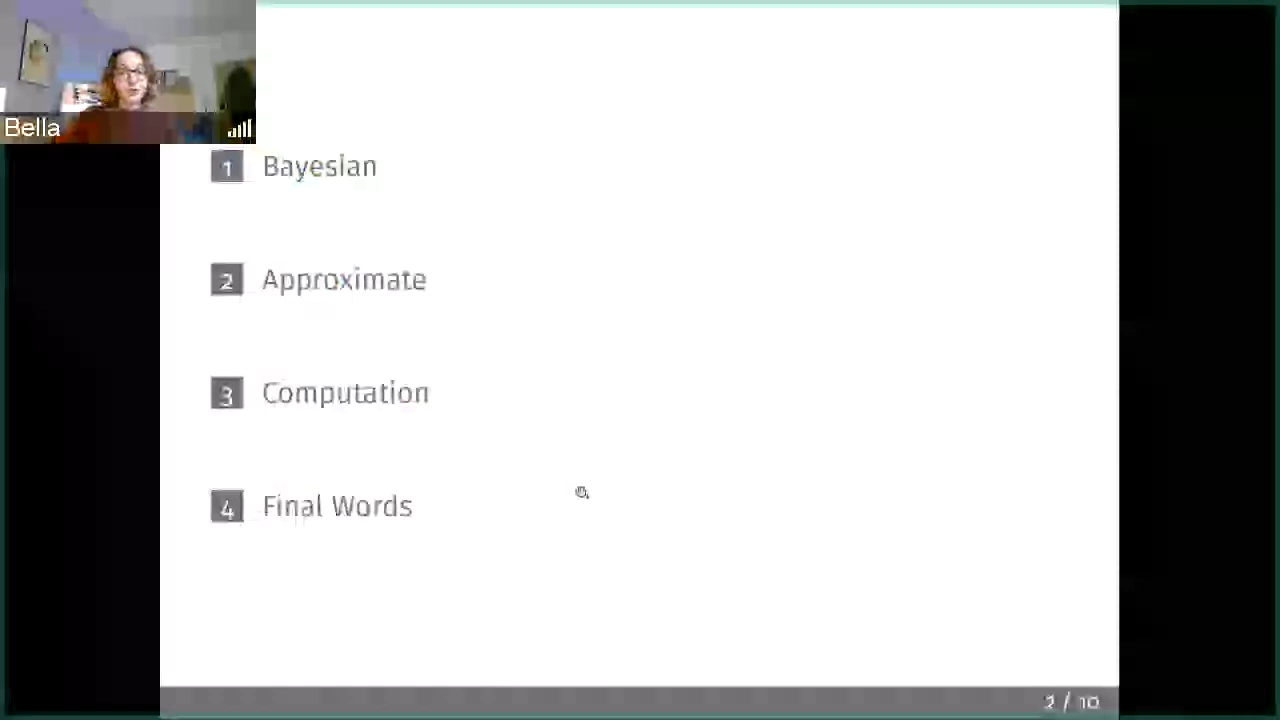 Bella
1 Bayesian
2 Approximate
3 Computation
4 Final Words
2 / 10